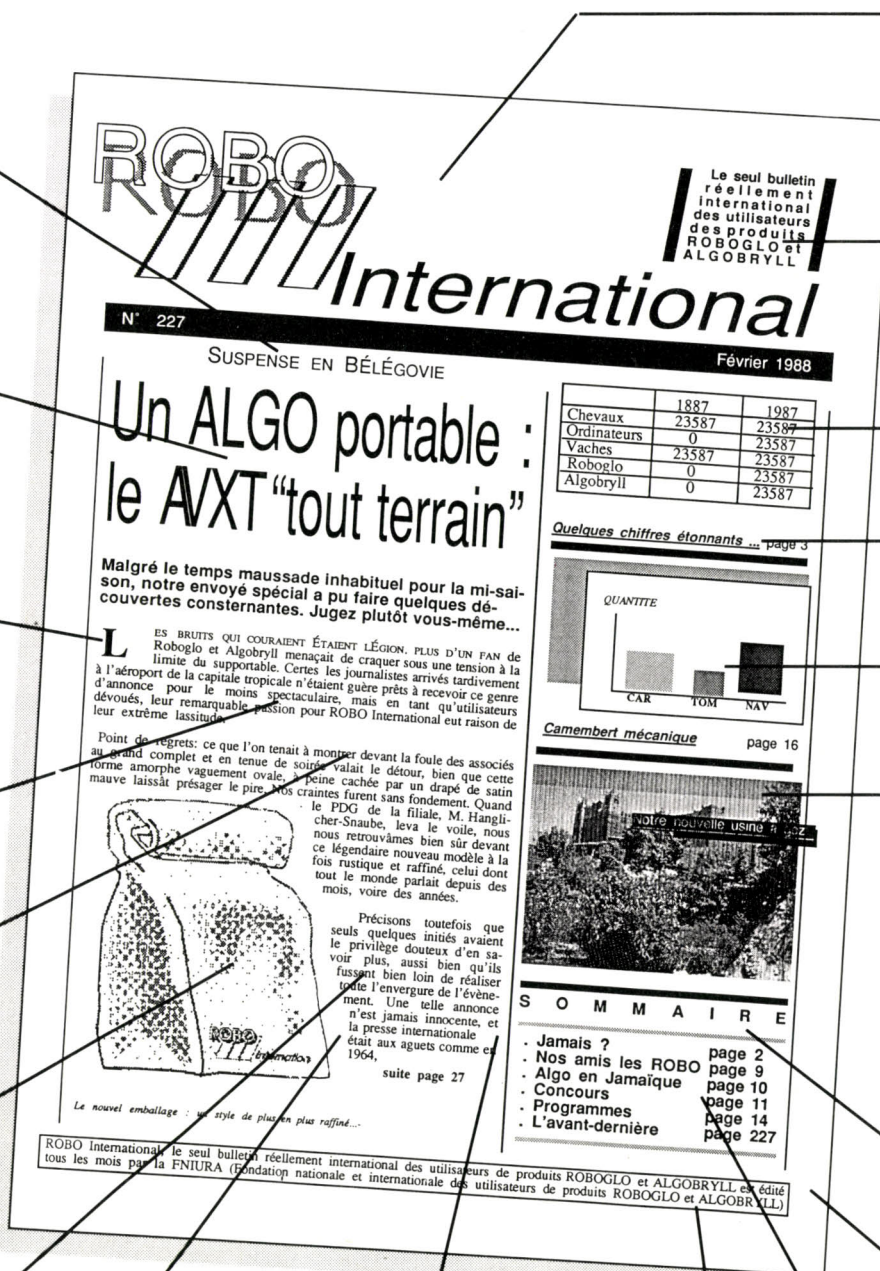 ROBO
ROBO
International
Le seul bulletin
réellement
international
des utilisateurs
des produits
ROBOGLO et
ALGOBRYLL
N° 227
Février 1988
SUSPENSE EN BÉLÉGOVIE
Un ALGO portable :
le A/XT “tout terrain”
Malgré le temps maussade inhabituel pour la mi-sai-
son, notre envoyé spécial a pu faire quelques dé-
couvertes consternantes. Jugez plutôt vous-même...
LES BRUITS QUI COURAIENT ÉTAIENT LÉGION. PLUS D'UN FAN de
Roboglo et Algobryll menaçait de craquer sous une tension à la
limite du supportable. Certes les journalistes arrivés tardivement
à l'aéroport de la capitale tropicale n'étaient guère prêts à recevoir ce genre
d'annonce pour le moins spectaculaire, mais en tant qu'utilisateurs
dévoués, leur remarquable passion pour ROBO International eut raison de
leur extrême lassitude.
Point de regrets: ce que l'on tenait à montrer devant la foule des associés
au grand complet et en tenue de soirée valait le détour, bien que cette
forme amorphe vaguement ovale, à peine cachée par un drapé de satin
mauve laissât présager le pire. Nos craintes furent sans fondement. Quand
le PDG de la filiale, M. Hangli-
cher-Snaube, leva le voile, nous
nous retrouvâmes bien sûr devant
ce légendaire nouveau modèle à la
fois rustique et raffiné, celui dont
tout le monde parlait depuis des
mois, voire des années.
Précisons toutefois que
seuls quelques initiés avaient
le privilège douteux d'en sa-
voir plus, aussi bien qu'ils
fussent bien loin de réaliser
toute l'envergure de l'évène-
ment. Une telle annonce
n'est jamais innocente, et
la presse internationale
était aux aguets comme en
1964,
suite page 27
ROBO
International
Le nouvel emballage : un style de plus en plus raffiné...
1887 1987
Chevaux 23587 23587
Ordinateurs 0 23587
Vaches 23587 23587
Roboglo 0 23587
Algobryll 0 23587
Quelques chiffres étonnants ... page 3
QUANTITE
CAR TOM NAV
Camembert mécanique page 16
Notre nouvelle usine à
SOMMAIRE
. Jamais ? page 2
. Nos amis les ROBO page 9
. Algo en Jamaïque page 10
. Concours page 11
. Programmes page 14
. L'avant-dernière page 227
ROBO International, le seul bulletin réellement international des utilisateurs de produits ROBOGLO et ALGOBRYLL est édité
tous les mois par la FNIURA (Fondation nationale et internationale des utilisateurs de produits ROBOGLO et ALGOBRYLL)